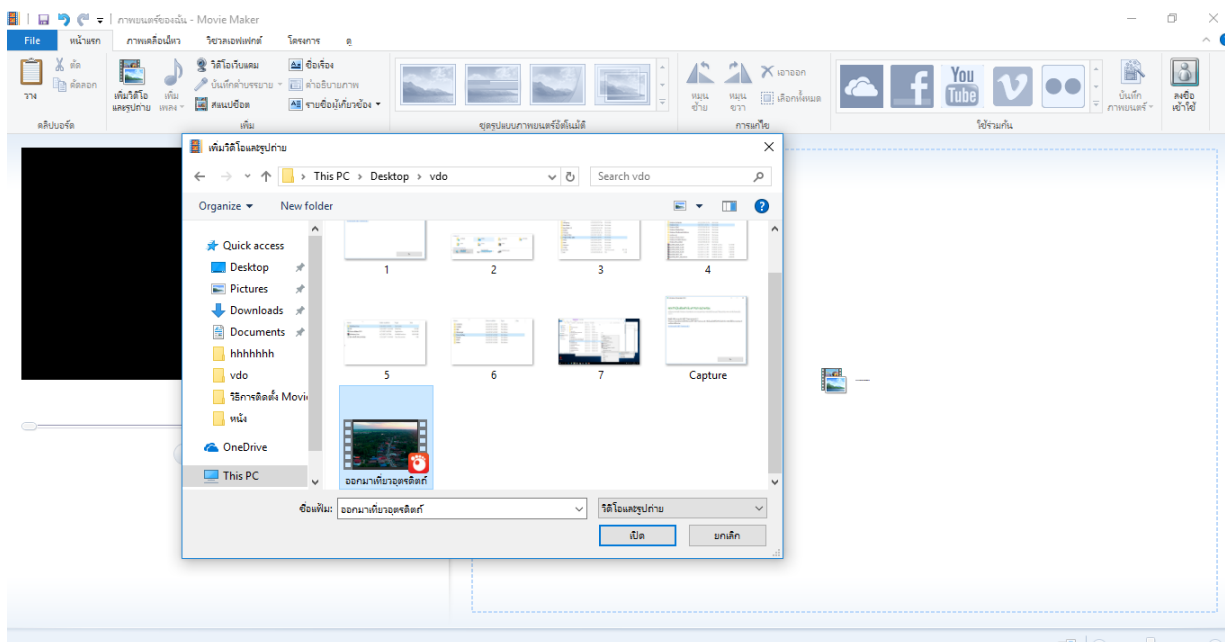 ภาพยนตร์ของฉัน - Movie Maker
File หน้าแรก ภาพเคลื่อนไหว วิชวลเอฟเฟกต์ โครงการ ดู
วาง
ตัด
คัดลอก
คลิปบอร์ด
เพิ่มวิดีโอ
และรูปถ่าย
เพิ่ม
เพลง
วิดีโอเว็บแคม
บันทึกคำบรรยาย
สแนปช็อต
ชื่อเรื่อง
คำอธิบายภาพ
รายชื่อผู้เกี่ยวข้อง
เพิ่ม
ชุดรูปแบบภาพยนตร์อัตโนมัติ
หมุน
ซ้าย
หมุน
ขวา
เอาออก
เลือกทั้งหมด
การแก้ไข
You
Tube
ใช้ร่วมกัน
บันทึก
ภาพยนตร์
ลงชื่อ
เข้าใช้
เพิ่มวิดีโอและรูปถ่าย
This PC > Desktop > vdo
Search vdo
Organize New folder
Quick access
Desktop
Pictures
Downloads
Documents
hhhhhhh
vdo
วิธีการติดตั้ง Movi
หนัง
OneDrive
This PC
1 2 3 4
5 6 7 Capture
ออกมาเที่ยวอุตรดิตถ์
ชื่อแฟ้ม: ออกมาเที่ยวอุตรดิตถ์ วิดีโอและรูปถ่าย
เปิด ยกเลิก